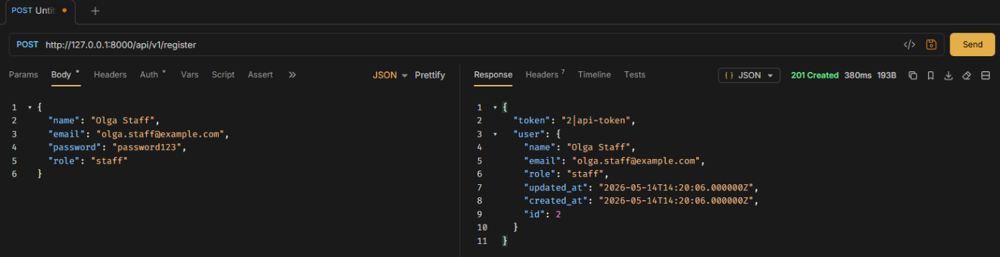 POST Untit
POST http://127.0.0.1:8000/api/v1/register Send
Params Body Headers Auth Vars Script Assert JSON Prettify
1 {
2 "name": "Olga Staff",
3 "email": "olga.staff@example.com",
4 "password": "password123",
5 "role": "staff"
6 }
Response Headers 7 Timeline Tests { } JSON 201 Created 380ms 193B
1 {
2 "token": "2|api-token",
3 "user": {
4 "name": "Olga Staff",
5 "email": "olga.staff@example.com",
6 "role": "staff",
7 "updated_at": "2026-05-14T14:20:06.000000Z",
8 "created_at": "2026-05-14T14:20:06.000000Z",
9 "id": 2
10 }
11 }